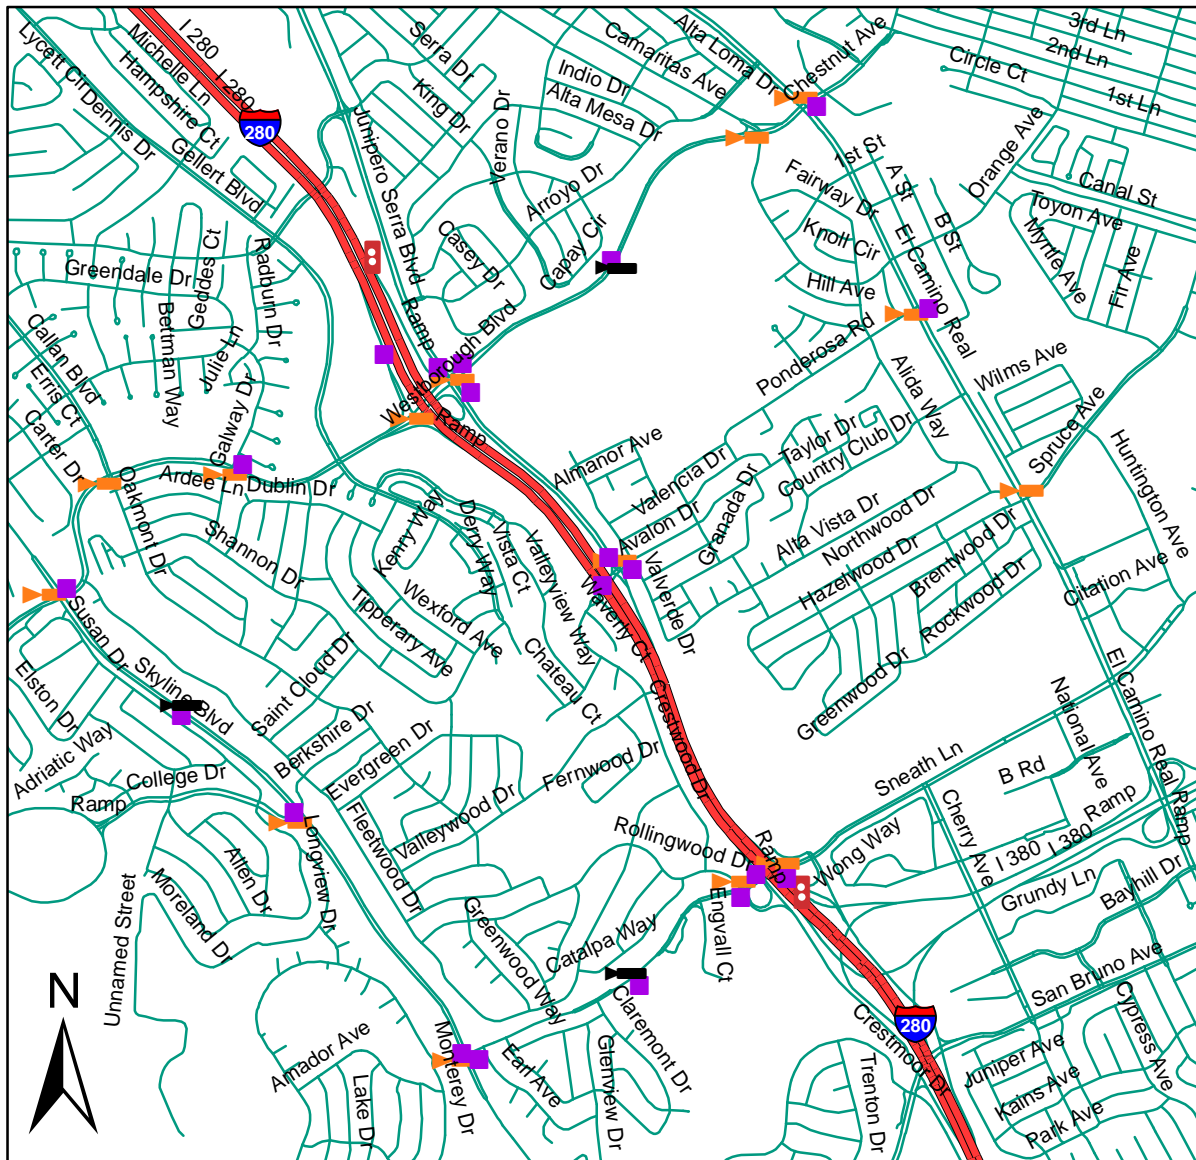 I 280
I 280
280
Lycett Cir
Michelle Ln
Hampshire Ct
Dennis Dr
Gellert Blvd
Serra Dr
King Dr
Junipero Serra Blvd
Verano Dr
Indio Dr
Camaritas Ave
Alta Loma Dr
Alta Mesa Dr
Chestnut Ave
3rd Ln
2nd Ln
Circle Ct
1st Ln
Arroyo Dr
Capay Cir
Casey Dr
1st St
A St
Fairway Dr
B St
Orange Ave
Canal St
Toyon Ave
Myrtle Ave
Fir Ave
Knoll Cir
El Camino Real
Hill Ave
Greendale Dr
Geddes Ct
Radburn Dr
Bettman Way
Julie Ln
Ramp
Westborough Blvd
Callan Blvd
Erris Ct
Carter Dr
Galway Dr
Ponderosa Rd
Alida Way
Wilms Ave
Spruce Ave
Huntington Ave
Ramp
Almanor Ave
Valencia Dr
Taylor Dr
Country Club Dr
Granada Dr
Avalon Dr
Alta Vista Dr
Northwood Dr
Hazelwood Dr
Brentwood Dr
Rockwood Dr
Citation Ave
Oakmont Dr
Ardee Ln
Dublin Dr
Shannon Dr
Kenry Way
Derry Way
Vista Ct
Valleyview Way
Waverly Ct
Valverde Dr
Wexford Ave
Tipperary Ave
Chateau Ct
Susan Dr
Skyline Blvd
Elston Dr
Saint Cloud Dr
Berkshire Dr
Evergreen Dr
Adriatic Way
College Dr
Ramp
Crestwood Dr
Greenwood Dr
Fernwood Dr
Valleywood Dr
Fleetwood Dr
Longview Dr
Allen Dr
Moreland Dr
Unnamed Street
Rollingwood Dr
Ramp
Wong Way
Sneath Ln
National Ave
B Rd
El Camino Real
Ramp
Ramp
Cherry Ave
I 380
I 380
Grundy Ln
Bayhill Dr
Engvall Ct
Catalpa Way
Greenwood Way
Claremont Dr
San Bruno Ave
Cypress Ave
280
Crestmoor Dr
Juniper Ave
Kains Ave
Park Ave
Trenton Dr
Glenview Dr
Earl Ave
Monterey Dr
Amador Ave
Lake Dr
N